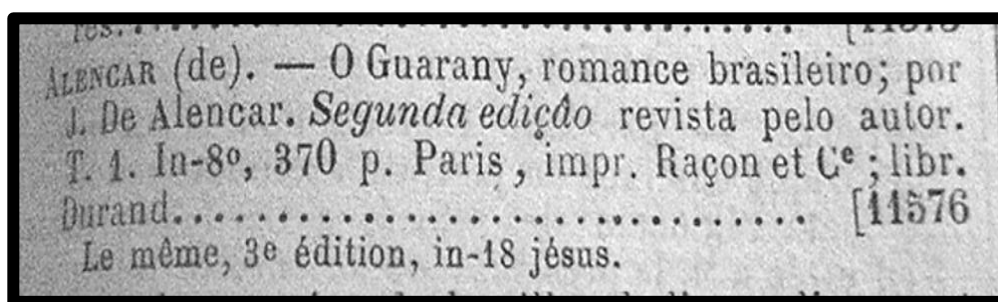 ALENCAR (de). — O Guarany, romance brasileiro; por
J. De Alencar. Segunda edição revista pelo autor.
T. 1. In-8º, 370 p. Paris, impr. Raçon et Cᵉ; libr.
Durand.............................. [11576
Le même, 3e édition, in-18 jésus.